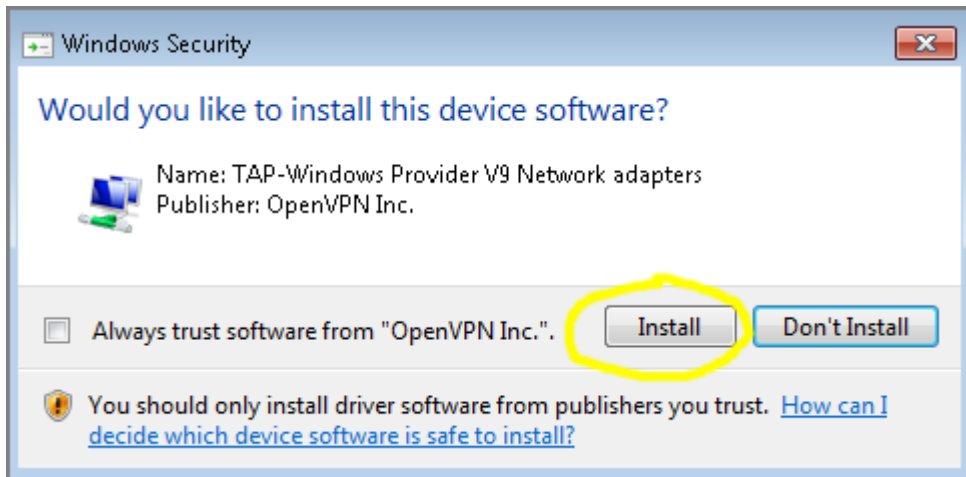 Windows Security
Would you like to install this device software?
Name: TAP-Windows Provider V9 Network adapters
Publisher: OpenVPN Inc.
Always trust software from "OpenVPN Inc.".
Install
Don't Install
You should only install driver software from publishers you trust. How can I
decide which device software is safe to install?